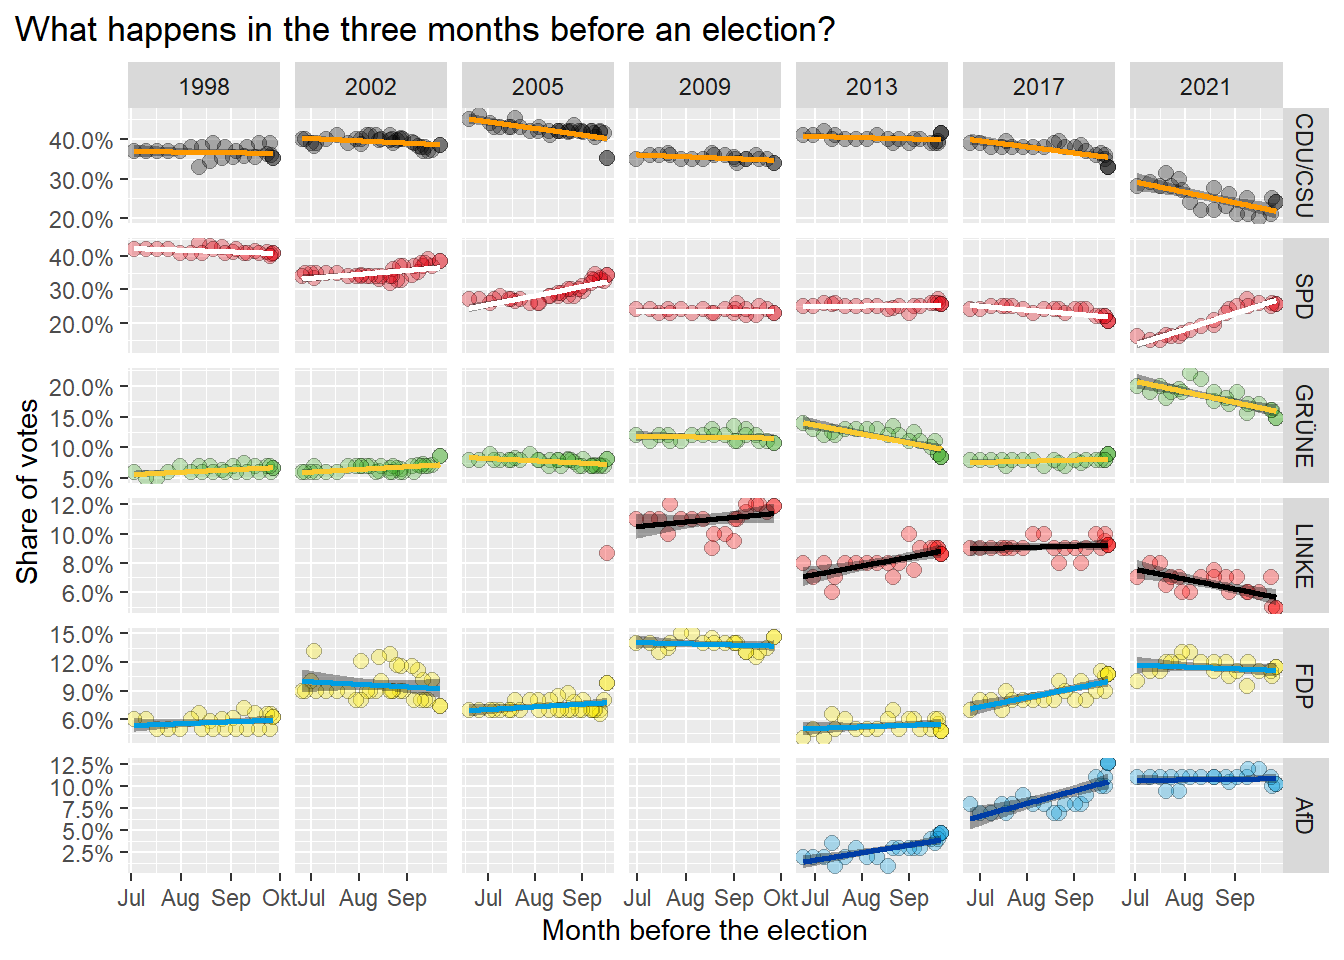 What happens in the three months before an election?
1998 2002 2005 2009 2013 2017 2021
40.0%
30.0%
20.0%
CDU/CSU
40.0%
30.0%
20.0%
SPD
20.0%
15.0%
10.0%
5.0%
GRÜNE
12.0%
10.0%
8.0%
6.0%
LINKE
15.0%
12.0%
9.0%
6.0%
FDP
12.5%
10.0%
7.5%
5.0%
2.5%
AfD
Share of votes
Jul Aug Sep Okt Jul Aug Sep Jul Aug Sep Jul Aug Sep Okt Jul Aug Sep Jul Aug Sep Jul Aug Sep
Month before the election